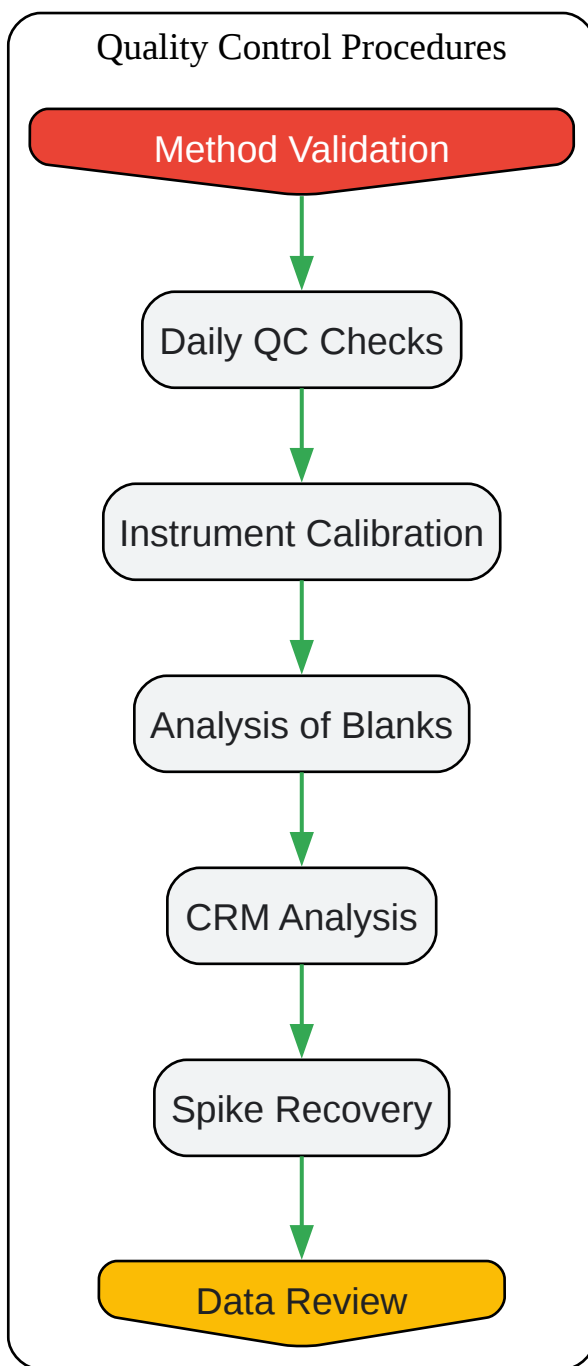 Quality Control Procedures
Method Validation
Daily QC Checks
Instrument Calibration
Analysis of Blanks
CRM Analysis
Spike Recovery
Data Review